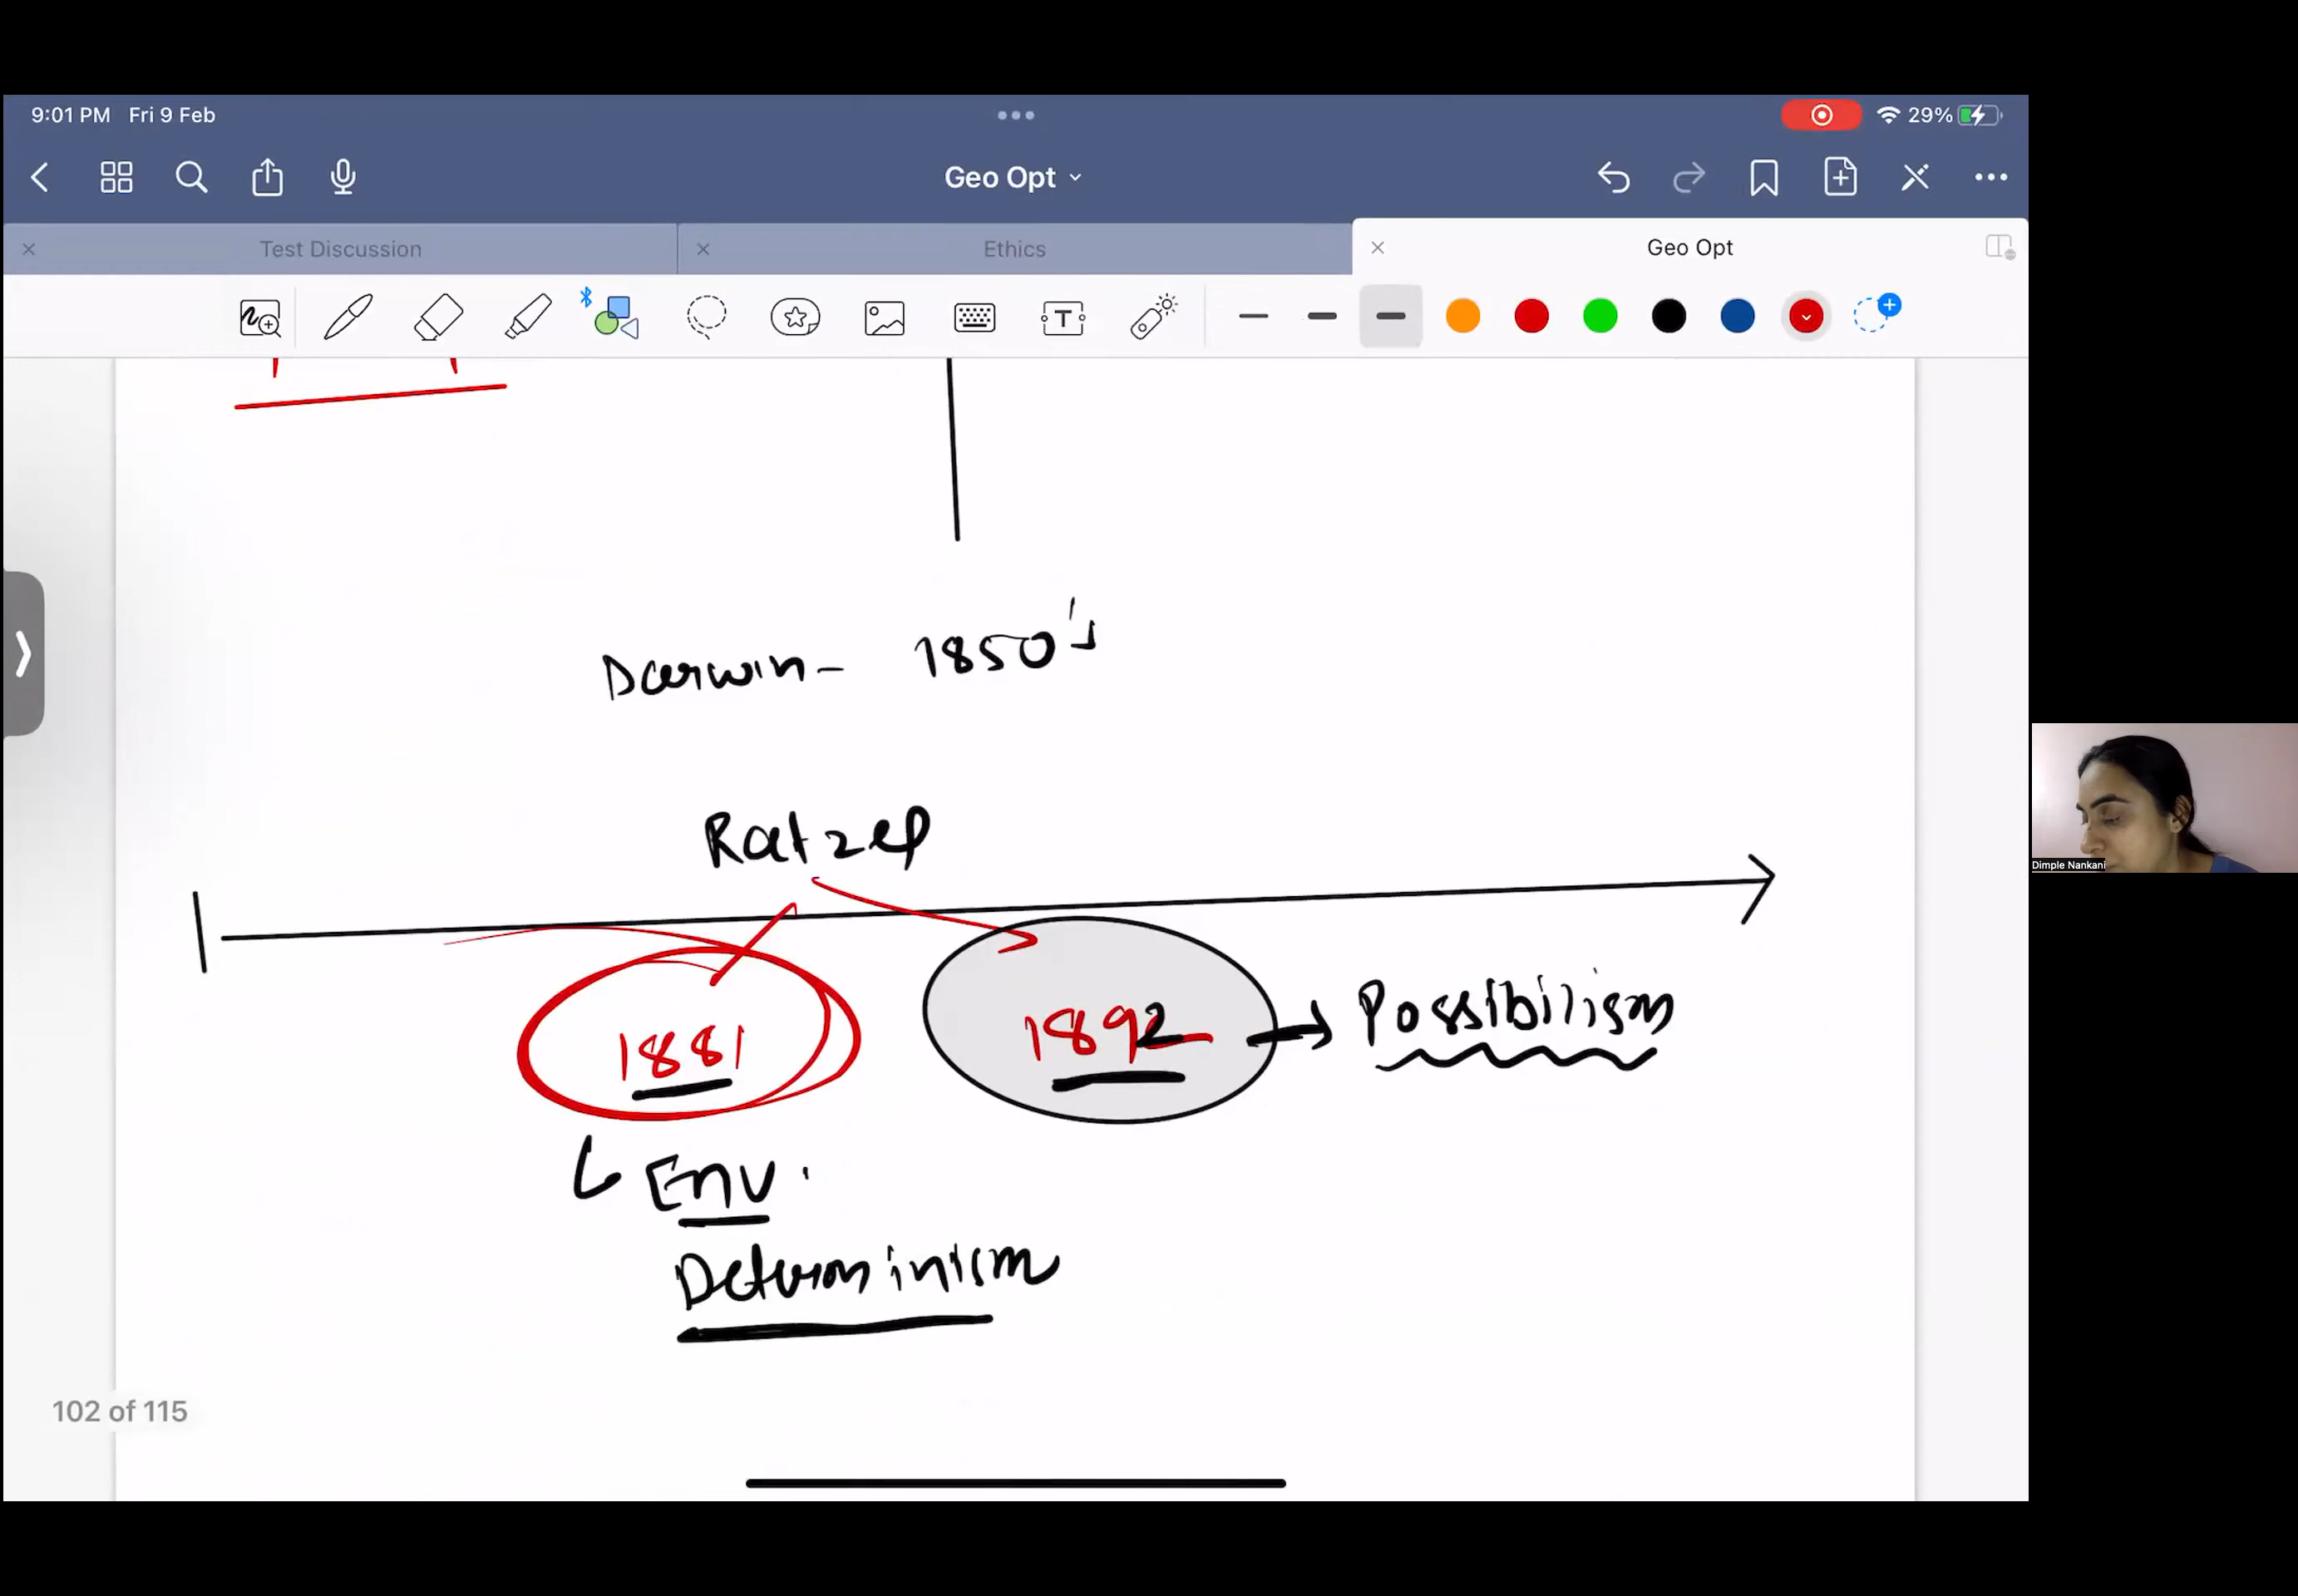 9:01 PM Fri 9 Feb
29%
Geo Opt
Test Discussion
Ethics
Geo Opt
Darwin - 1850's
Ratzel
1881
1892 → Possibilism
Env.
Determinism
102 of 115
Dimple Nankani